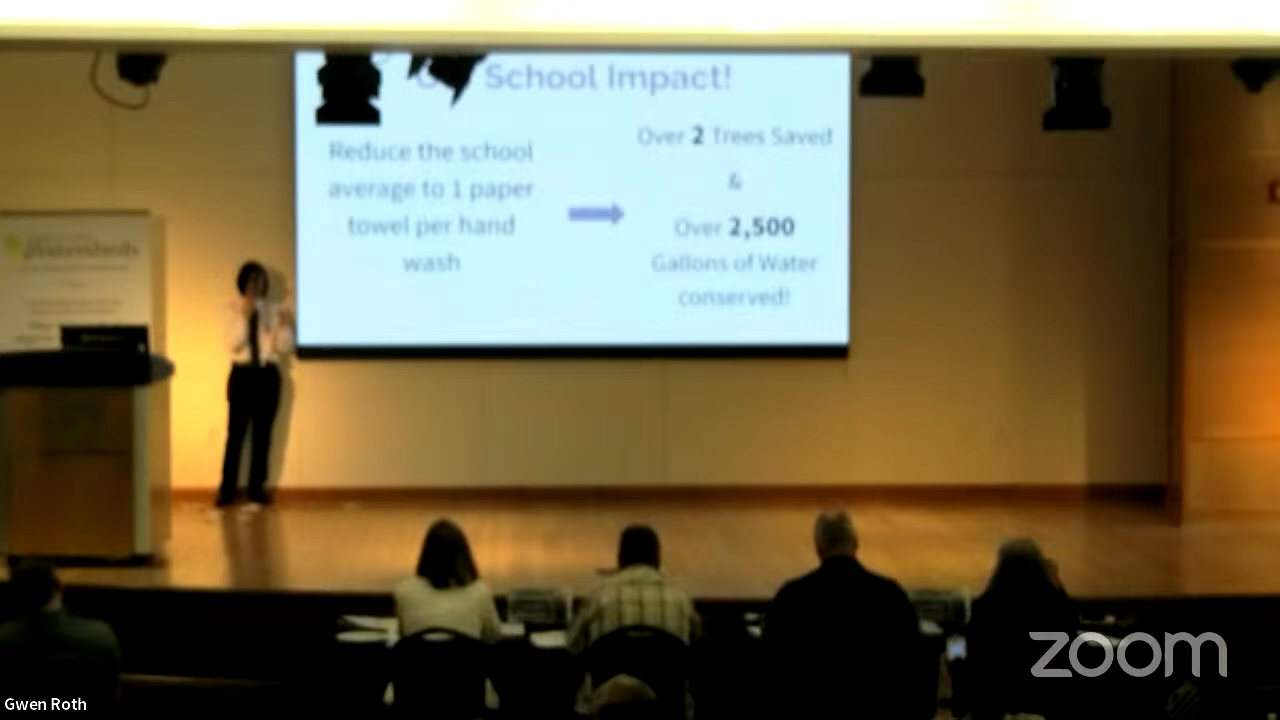 School Impact!
Reduce the school
average to 1 paper
towel per hand
wash
Over 2 Trees Saved
&
Over 2,500
Gallons of Water
conserved!
zoom
Gwen Roth